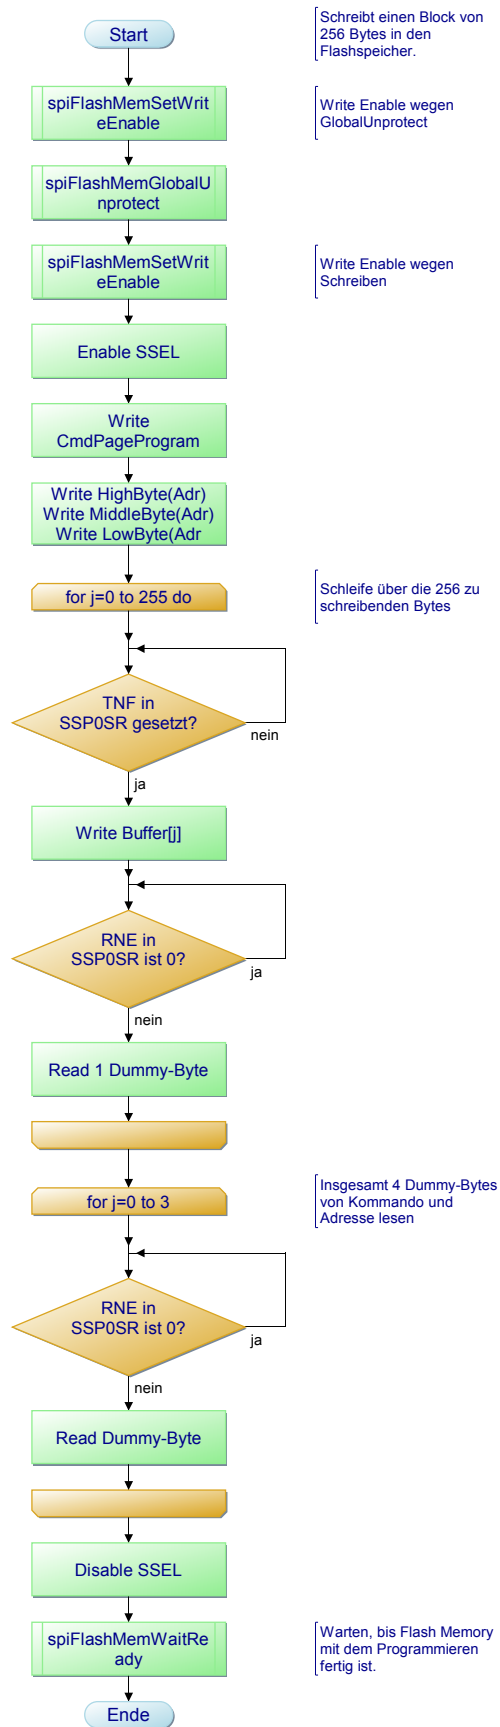 Start
Schreibt einen Block von
256 Bytes in den
Flashspeicher.
spiFlashMemSetWrit
eEnable
Write Enable wegen
GlobalUnprotect
spiFlashMemGlobalU
nprotect
spiFlashMemSetWrit
eEnable
Write Enable wegen
Schreiben
Enable SSEL
Write
CmdPageProgram
Write HighByte(Adr)
Write MiddleByte(Adr)
Write LowByte(Adr
for j=0 to 255 do
Schleife über die 256 zu
schreibenden Bytes
TNF in
SSP0SR gesetzt?
nein
ja
Write Buffer[j]
RNE in
SSP0SR ist 0?
ja
nein
Read 1 Dummy-Byte
for j=0 to 3
Insgesamt 4 Dummy-Bytes
von Kommando und
Adresse lesen
RNE in
SSP0SR ist 0?
ja
nein
Read Dummy-Byte
Disable SSEL
spiFlashMemWaitRe
ady
Warten, bis Flash Memory
mit dem Programmieren
fertig ist.
Ende